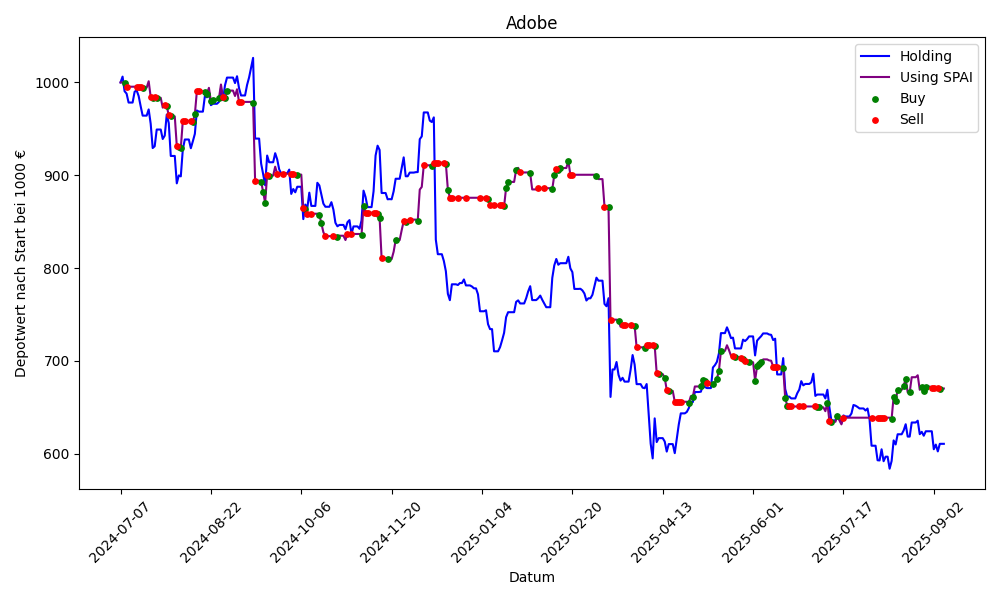 Adobe
Holding
Using SPAI
Buy
Sell
Depotwert nach Start bei 1000 €
1000
900
800
700
600
2024-07-07
2024-08-22
2024-10-06
2024-11-20
2025-01-04
2025-02-20
2025-04-13
2025-06-01
2025-07-17
2025-09-02
Datum